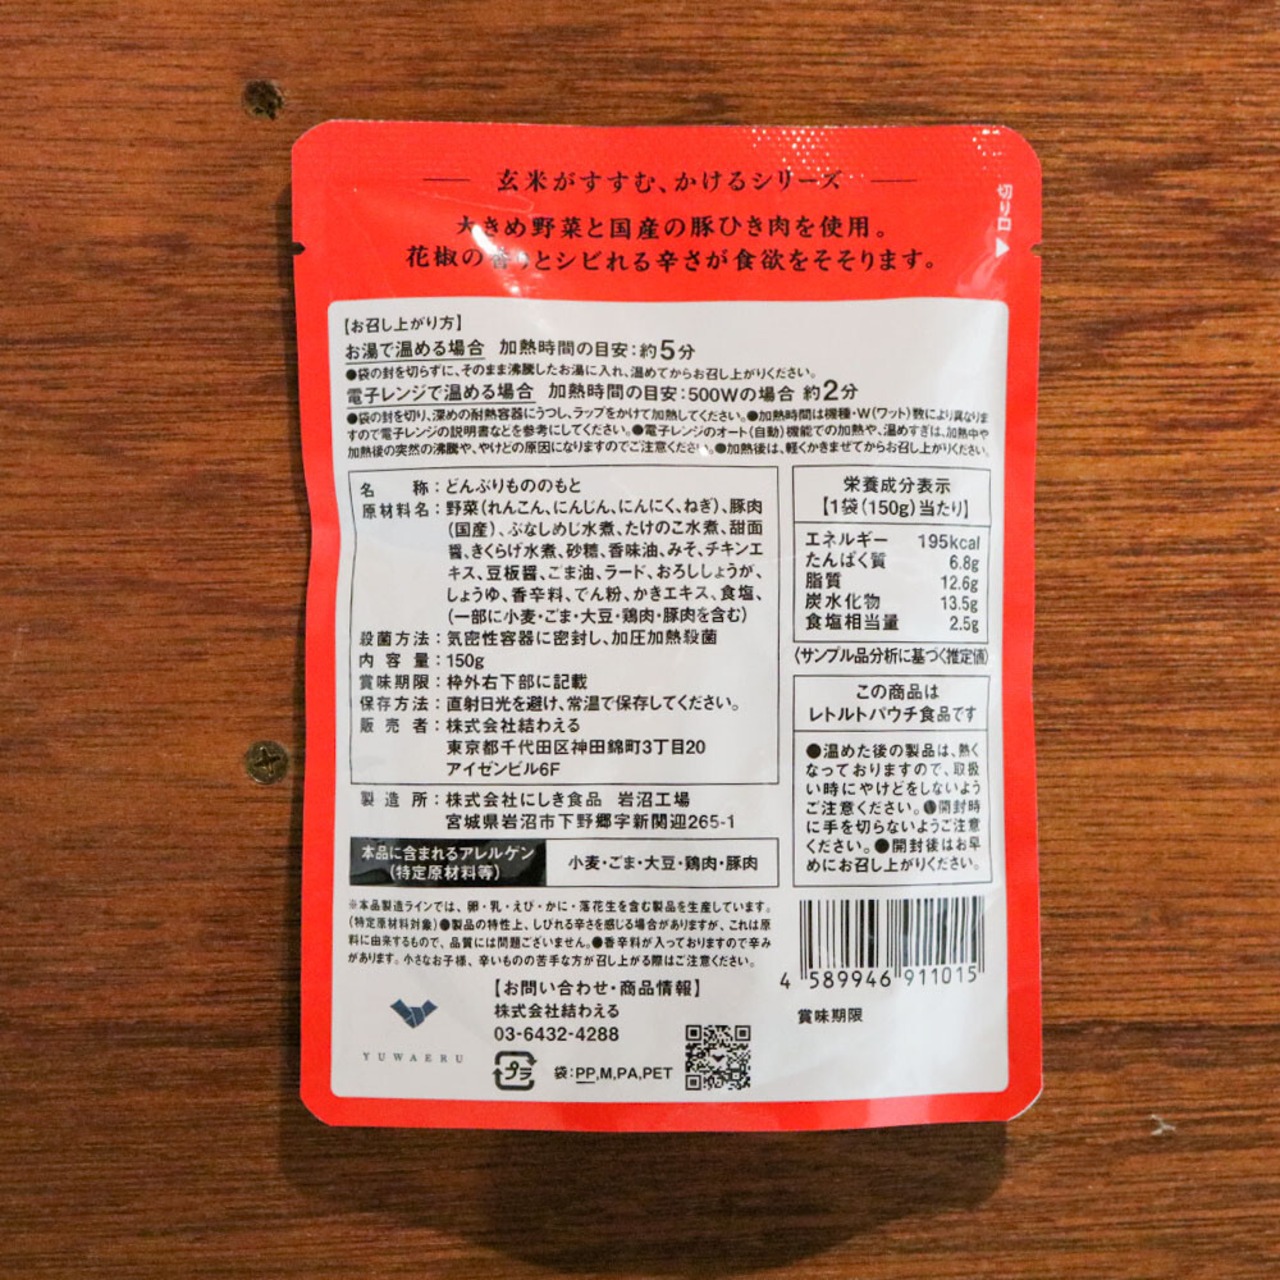 玄米がすすむ、かけるシリーズ
切り口
大きめ野菜と国産の豚ひき肉を使用。
花椒の香りとシビれる辛さが食欲をそそります。
【お召し上がり方】
お湯で温める場合 加熱時間の目安:約5分
●袋の封を切らずに、そのまま沸騰したお湯に入れ、温めてからお召し上がりください。
電子レンジで温める場合 加熱時間の目安:500Wの場合 約2分
●袋の封を切り、深めの耐熱容器にうつし、ラップをかけて加熱してください。●加熱時間は機種・W(ワット)数により異なりま
すので電子レンジの説明書などを参考にしてください。●電子レンジのオート(自動)機能での加熱や、温めすぎは、加熱中や
加熱後の突然の沸騰や、やけどの原因になりますのでご注意ください。●加熱後は、軽くかきまぜてからお召し上がりください。
名称:どんぶりもののもと
原材料名:野菜(れんこん、にんじん、にんにく、ねぎ)、豚肉
(国産)、ぶなしめじ水煮、たけのこ水煮、甜面
醤、きくらげ水煮、砂糖、香味油、みそ、チキンエ
キス、豆板醤、ごま油、ラード、おろししょうが、
しょうゆ、香辛料、でん粉、かきエキス、食塩、
(一部に小麦・ごま・大豆・鶏肉・豚肉を含む)
殺菌方法:気密性容器に密封し、加圧加熱殺菌
内容量:150g
賞味期限:枠外右下部に記載
保存方法:直射日光を避け、常温で保存してください。
販売者:株式会社結わえる
東京都千代田区神田錦町3丁目20
アイゼンビル6F
製造所:株式会社にしき食品 岩沼工場
宮城県岩沼市下野郷字新関迎265-1
本品に含まれるアレルゲン
(特定原材料等)
小麦・ごま・大豆・鶏肉・豚肉
※本品製造ラインでは、卵・乳・えび・かに・落花生を含む製品を生産しています。
(特定原材料対象)●製品の特性上、しびれる辛さを感じる場合がありますが、これは原
料に由来するもので、品質には問題ございません。●香辛料が入っておりますので辛み
があります。小さなお子様、辛いものの苦手な方が召し上がる際はご注意ください。
栄養成分表示
【1袋(150g)当たり】
エネルギー 195kcal
たんぱく質 6.8g
脂質 12.6g
炭水化物 13.5g
食塩相当量 2.5g
(サンプル品分析に基づく推定値)
この商品は
レトルトパウチ食品です
●温めた後の製品は、熱く
なっておりますので、取扱
い時にやけどをしないよう
ご注意ください。●開封時
に手を切らないようご注意
ください。●開封後はお早
めにお召し上がりください。
4 589946 911015
賞味期限
【お問い合わせ・商品情報】
株式会社結わえる
03-6432-4288
YUWAERU
プラ
袋:PP,M,PA,PET